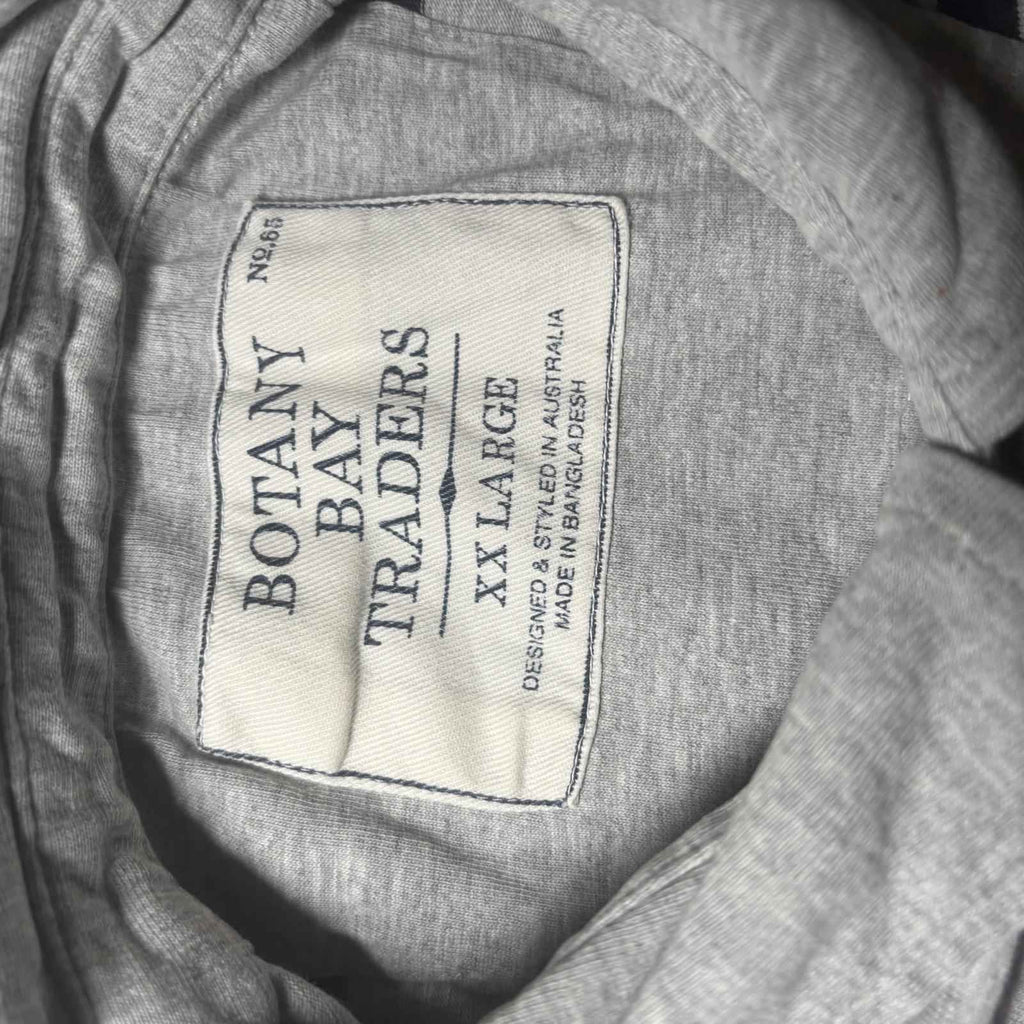 No.65
BOTANY
BAY
TRADERS
XX LARGE
DESIGNED & STYLED IN AUSTRALIA
MADE IN BANGLADESH